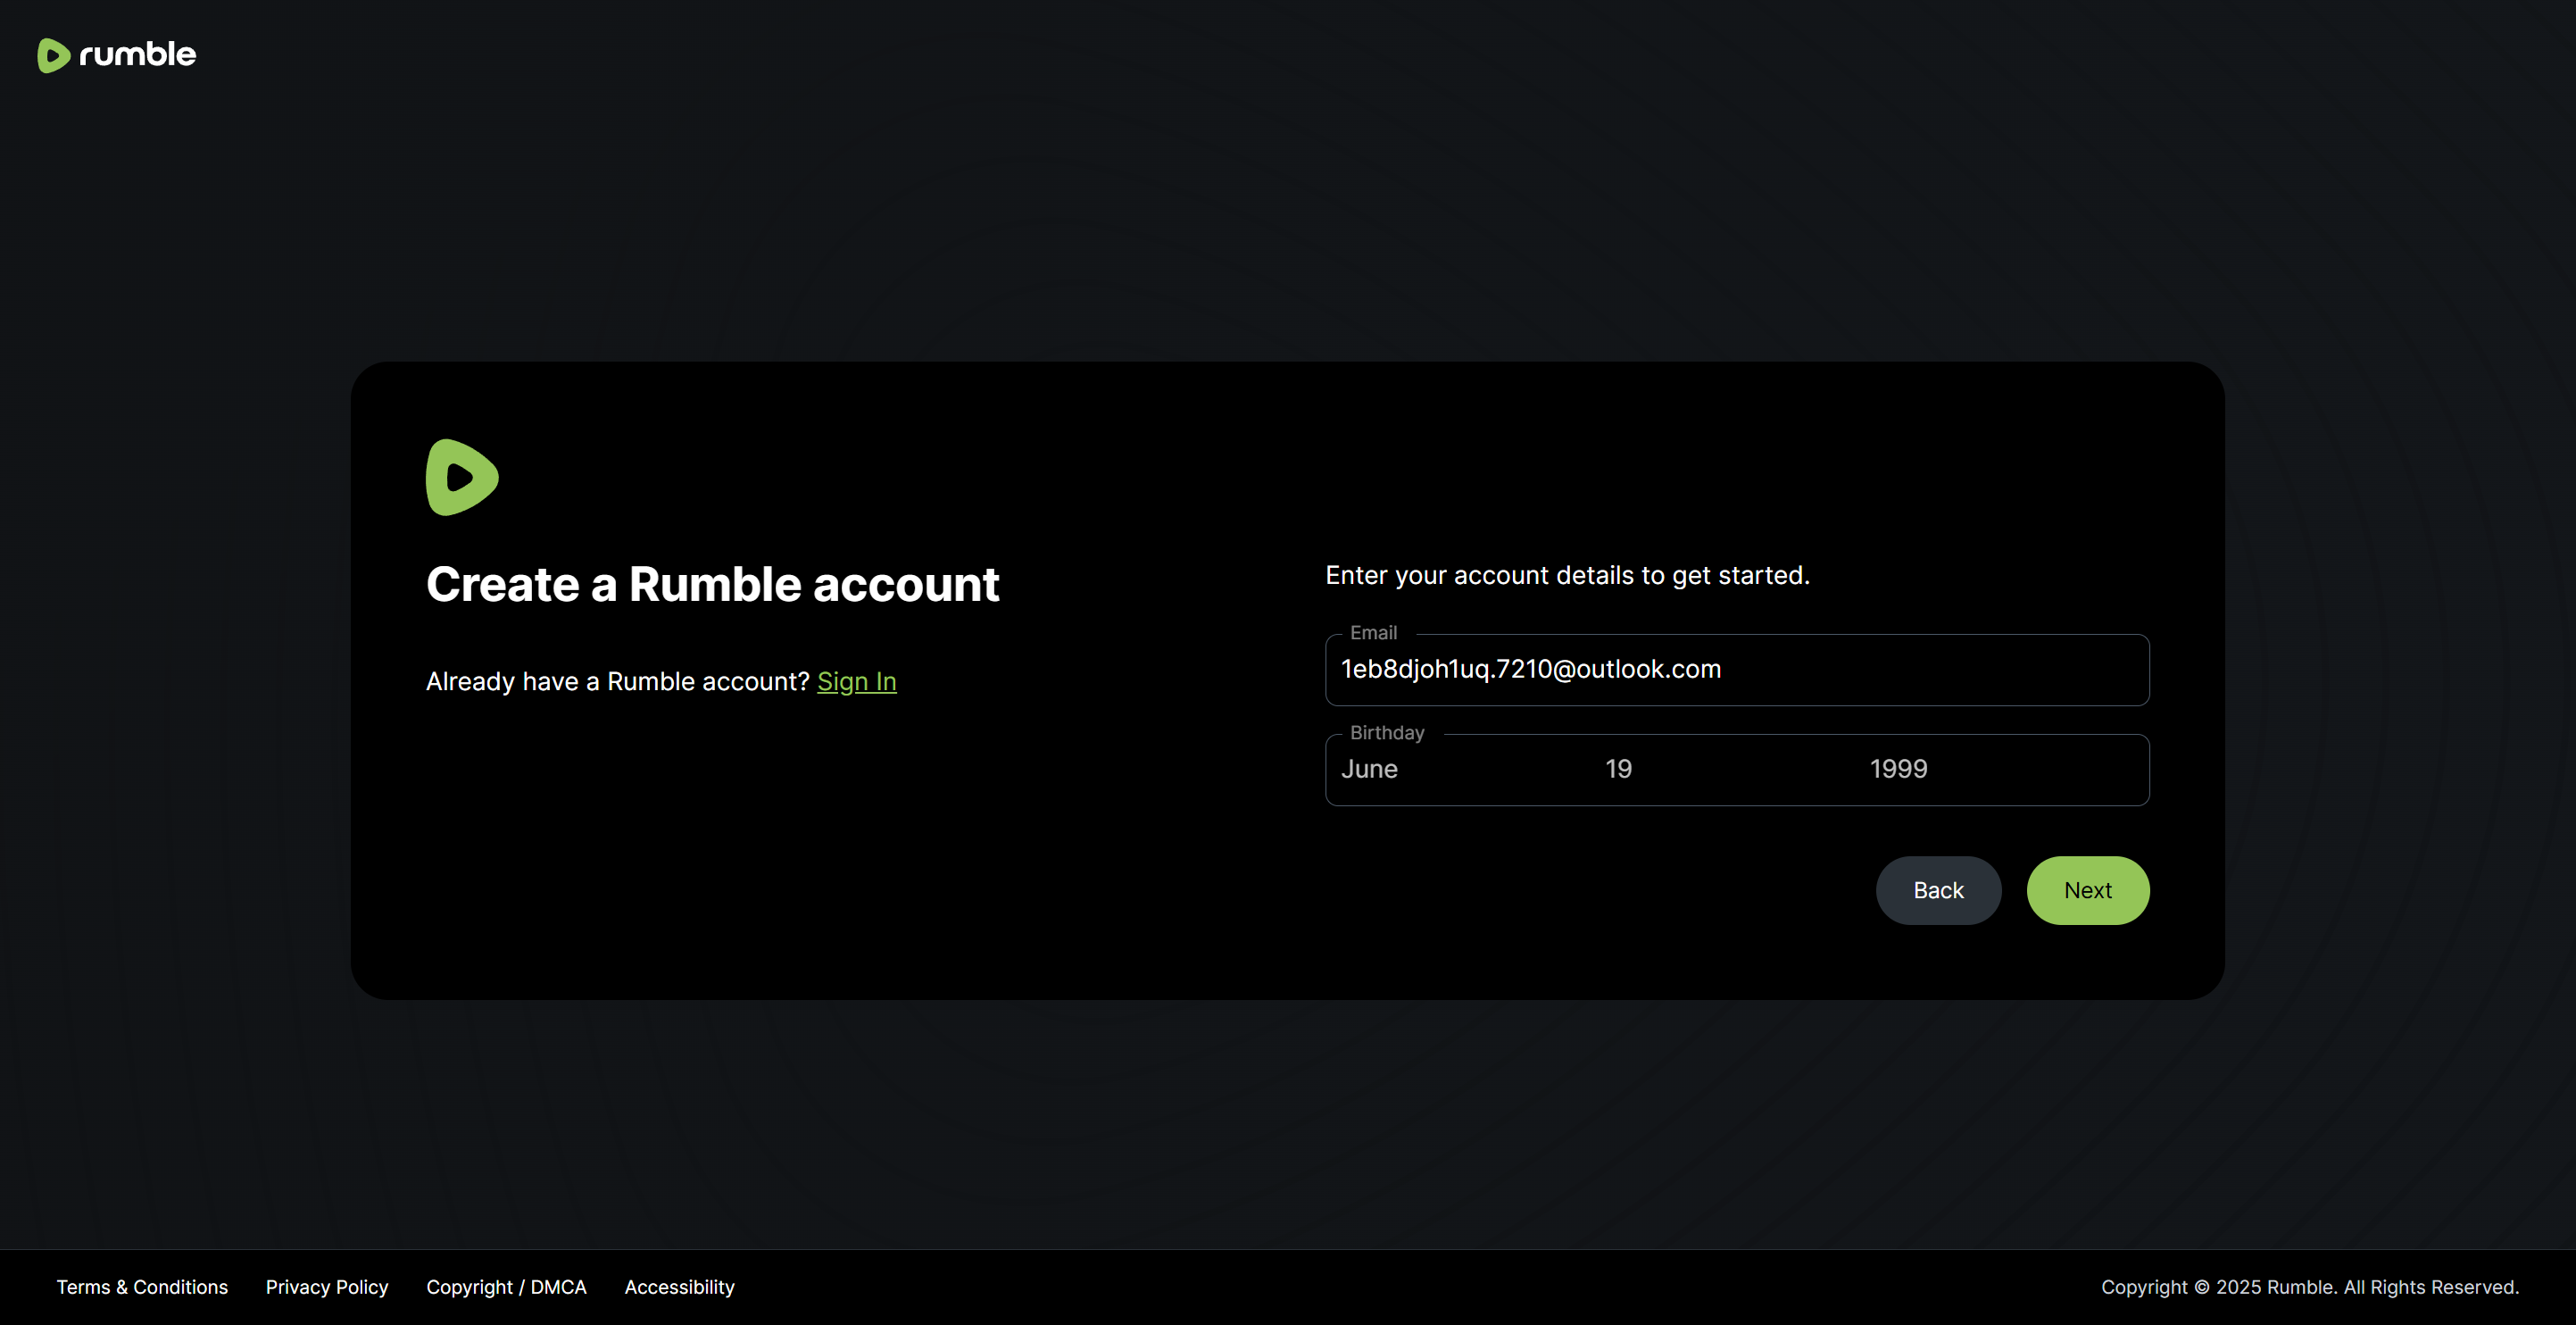 rumble
Create a Rumble account
Already have a Rumble account? Sign In
Enter your account details to get started.
Email
1eb8djoh1uq.7210@outlook.com
Birthday
June 19 1999
Back Next
Terms & Conditions Privacy Policy Copyright / DMCA Accessibility
Copyright © 2025 Rumble. All Rights Reserved.